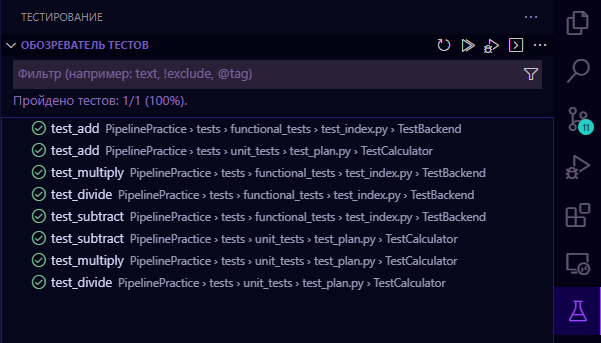 ТЕСТИРОВАНИЕ
ОБОЗРЕВАТЕЛЬ ТЕСТОВ
Фильтр (например: text, !exclude, @tag)
Пройдено тестов: 1/1 (100%).
test_add PipelinePractice › tests › functional_tests › test_index.py › TestBackend
test_add PipelinePractice › tests › unit_tests › test_plan.py › TestCalculator
test_multiply PipelinePractice › tests › functional_tests › test_index.py › TestBackend
test_divide PipelinePractice › tests › functional_tests › test_index.py › TestBackend
test_subtract PipelinePractice › tests › functional_tests › test_index.py › TestBackend
test_subtract PipelinePractice › tests › unit_tests › test_plan.py › TestCalculator
test_multiply PipelinePractice › tests › unit_tests › test_plan.py › TestCalculator
test_divide PipelinePractice › tests › unit_tests › test_plan.py › TestCalculator
11